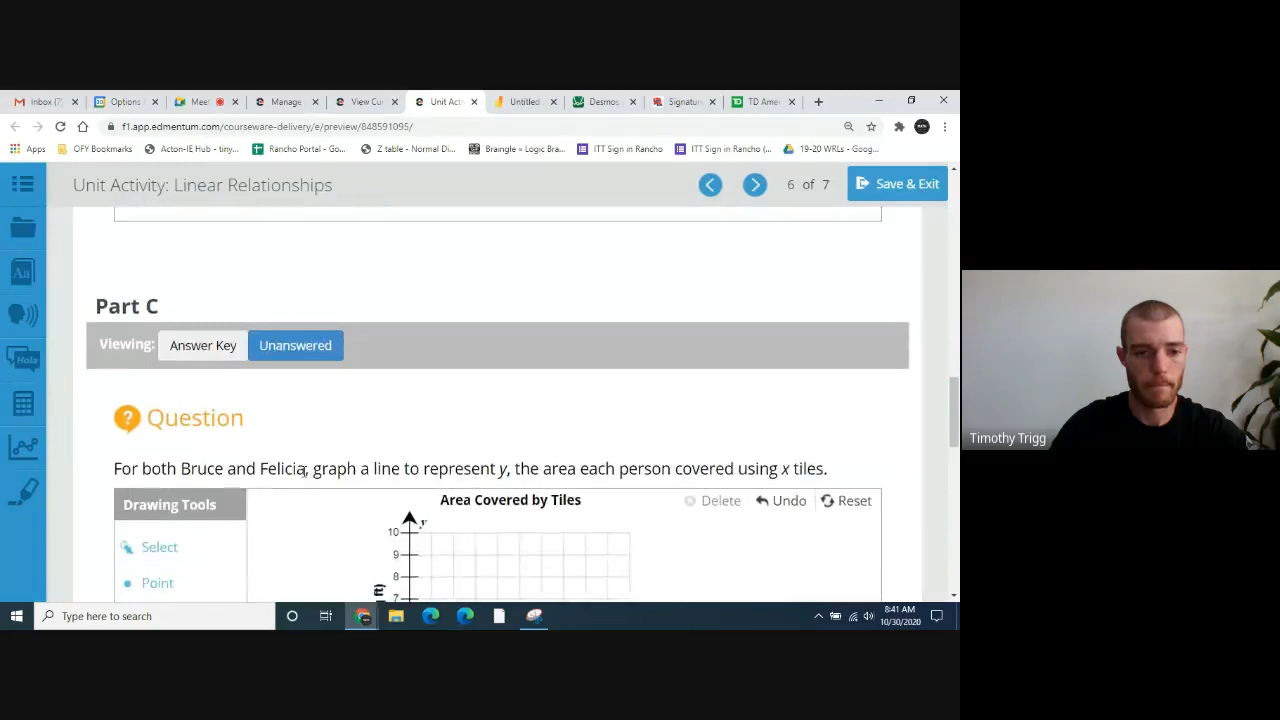 Inbox (7)
Options
Meet
Manage
View Cu
Unit Act
Untitled
Desmos
Signatur
TD Ame
f1.app.edmentum.com/courseware-delivery/e/preview/848591095/
Apps
OFY Bookmarks
Acton-IE Hub - tiny...
Rancho Portal - Go...
Z table - Normal Di...
Braingle » Logic Bra...
ITT Sign in Rancho
ITT Sign in Rancho (...
19-20 WRLs - Goog...
Unit Activity: Linear Relationships
6 of 7
Save & Exit
Aa
Hola
Part C
Viewing:
Answer Key
Unanswered
? Question
For both Bruce and Felicia, graph a line to represent y, the area each person covered using x tiles.
Drawing Tools
Area Covered by Tiles
Delete
Undo
Reset
Select
Point
y
10
9
8
7
Timothy Trigg
Type here to search
8:41 AM
10/30/2020